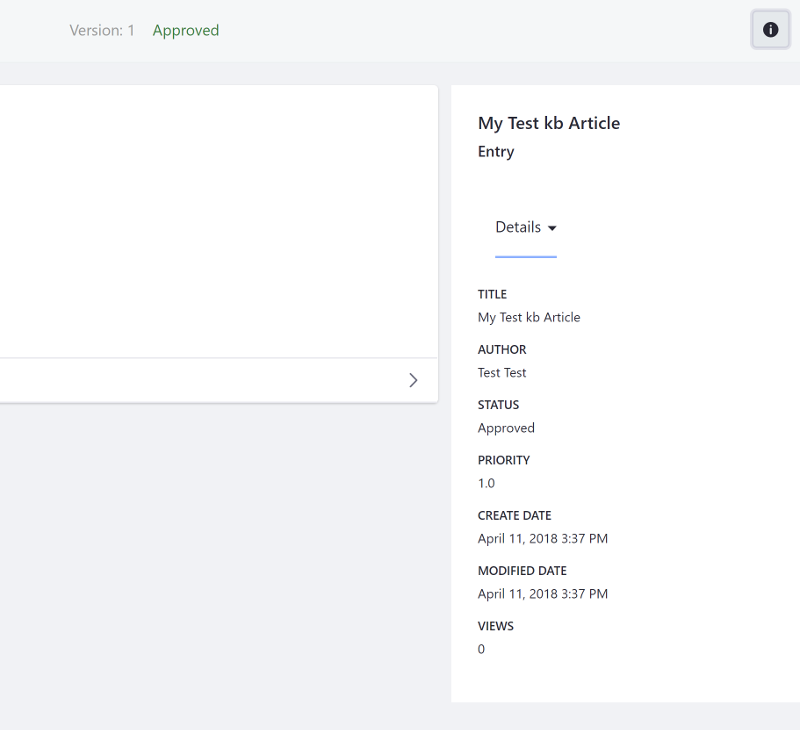 Version: 1 Approved
My Test kb Article
Entry
Details
TITLE
My Test kb Article
AUTHOR
Test Test
STATUS
Approved
PRIORITY
1.0
CREATE DATE
April 11, 2018 3:37 PM
MODIFIED DATE
April 11, 2018 3:37 PM
VIEWS
0